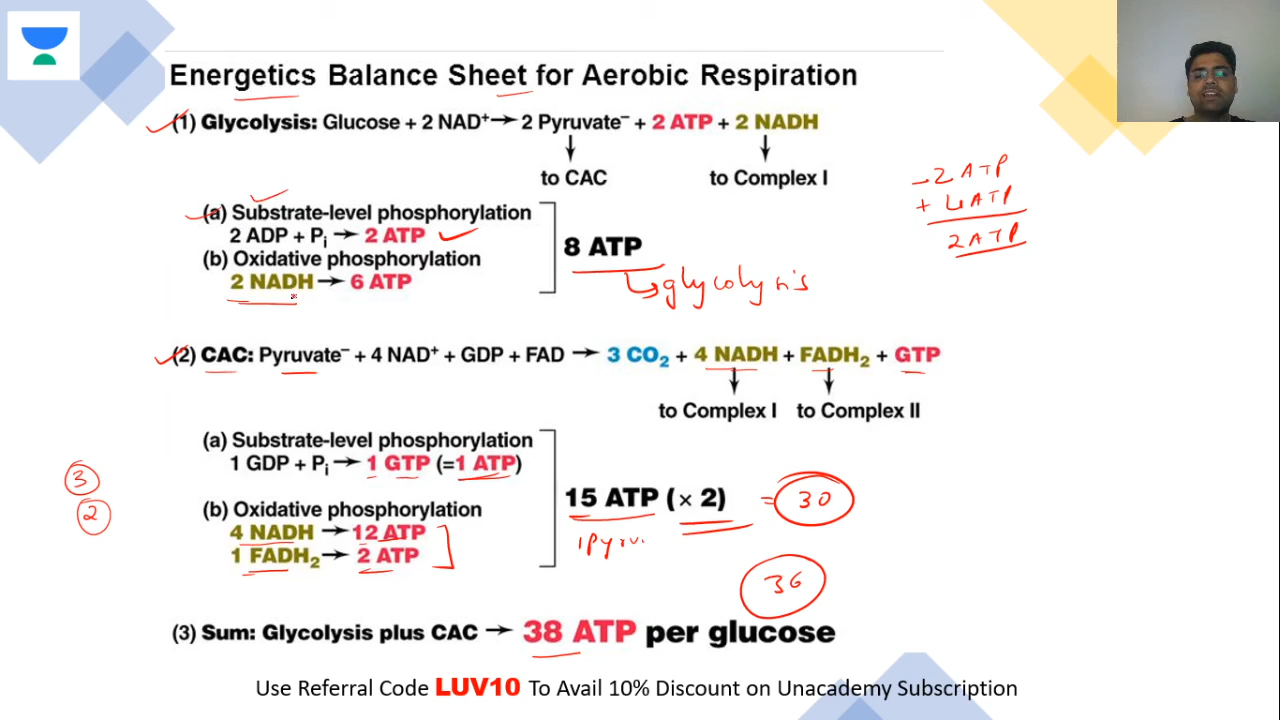 Energetics Balance Sheet for Aerobic Respiration
(1) Glycolysis: Glucose + 2 NAD⁺→ 2 Pyruvate⁻ + 2 ATP + 2 NADH
to CAC to Complex I
-2 ATP
+ 4 ATP
2 ATP
(a) Substrate-level phosphorylation
2 ADP + Pᵢ → 2 ATP
(b) Oxidative phosphorylation
2 NADH → 6 ATP
8 ATP
glycolysis
(2) CAC: Pyruvate⁻ + 4 NAD⁺ + GDP + FAD → 3 CO₂ + 4 NADH + FADH₂ + GTP
to Complex I to Complex II
(a) Substrate-level phosphorylation
1 GDP + Pᵢ → 1 GTP (=1 ATP)
3
2
(b) Oxidative phosphorylation
4 NADH → 12 ATP
1 FADH₂ → 2 ATP
15 ATP (× 2) = 30
1 Pyru.
36
(3) Sum: Glycolysis plus CAC → 38 ATP per glucose
Use Referral Code LUV10 To Avail 10% Discount on Unacademy Subscription